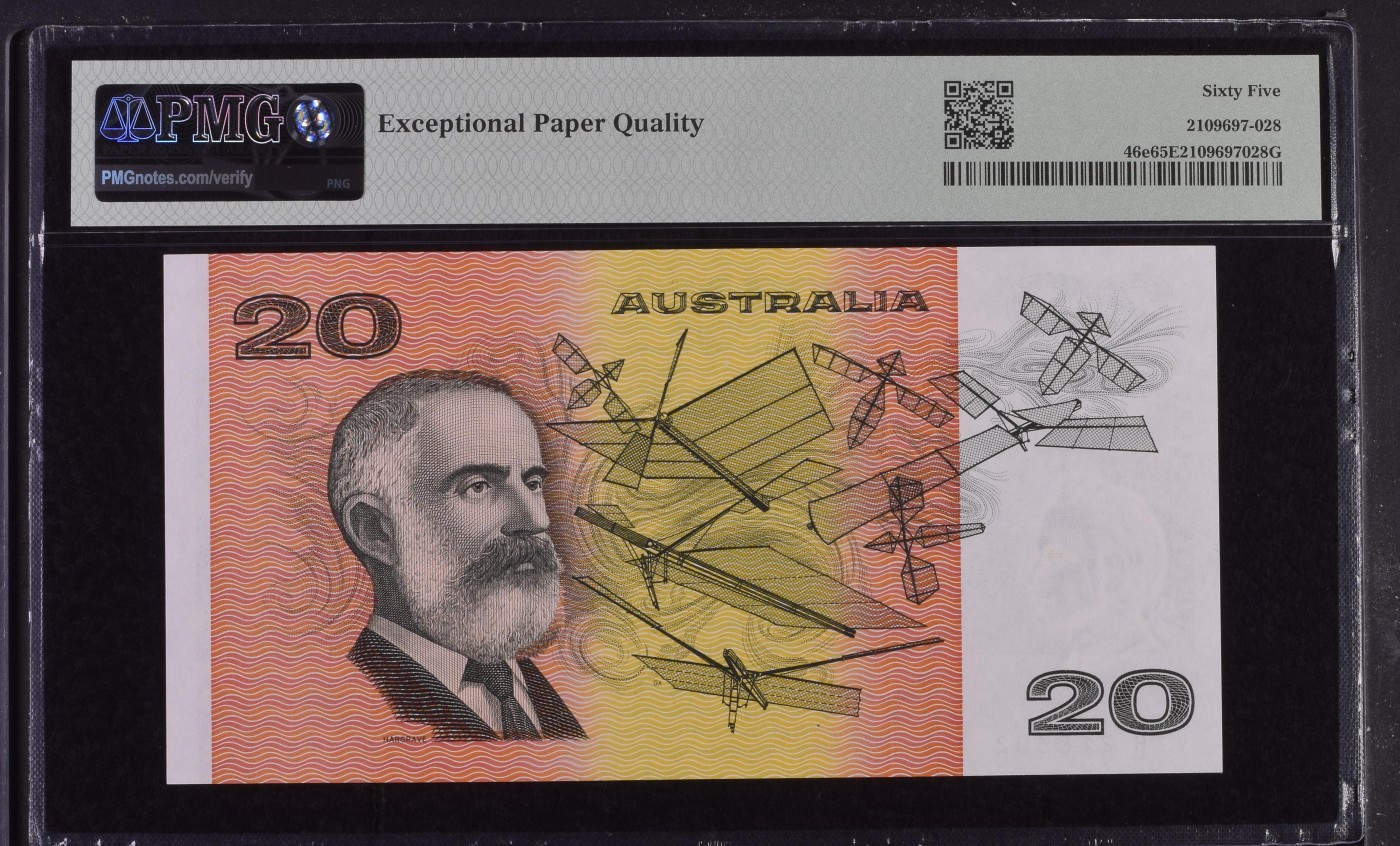 PMG
PMGnotes.com/verify
PNG
Exceptional Paper Quality
Sixty Five
2109697-028
46e65E2109697028G
20
AUSTRALIA
HARGRAVE
20